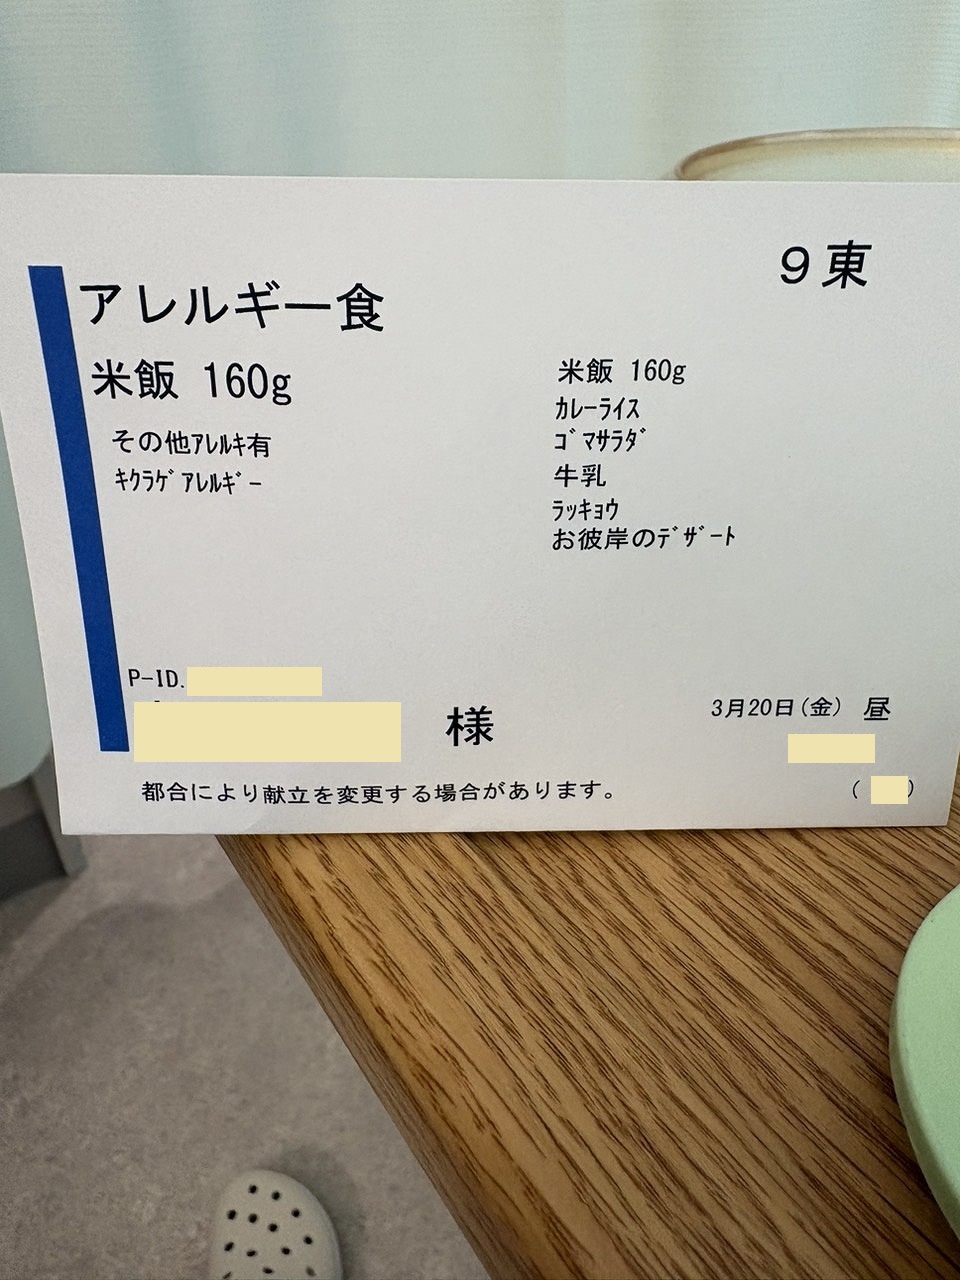 9東
アレルギー食
米飯 160g
その他ｱﾚﾙｷ有
ｷｸﾗｹﾞｱﾚﾙｷﾞｰ
米飯 160g
ｶﾚｰﾗｲｽ
ｺﾞﾏｻﾗﾀﾞ
牛乳
ﾗｯｷｮｳ
お彼岸のﾃﾞｻﾞｰﾄ
P-ID.
様
3月20日(金) 昼
( )
都合により献立を変更する場合があります。